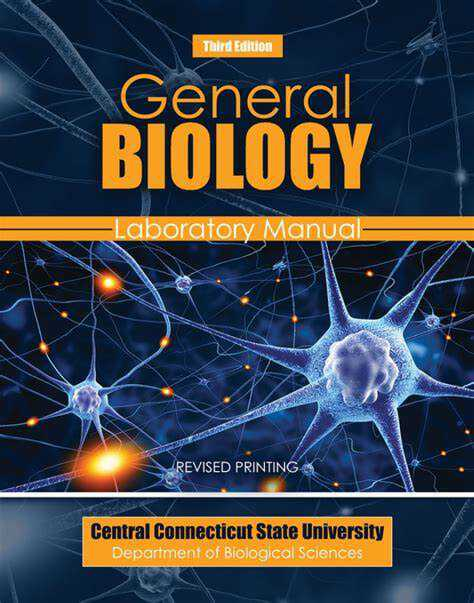 Third Edition
General
BIOLOGY
Laboratory Manual
REVISED PRINTING
Central Connecticut State University
Department of Biological Sciences